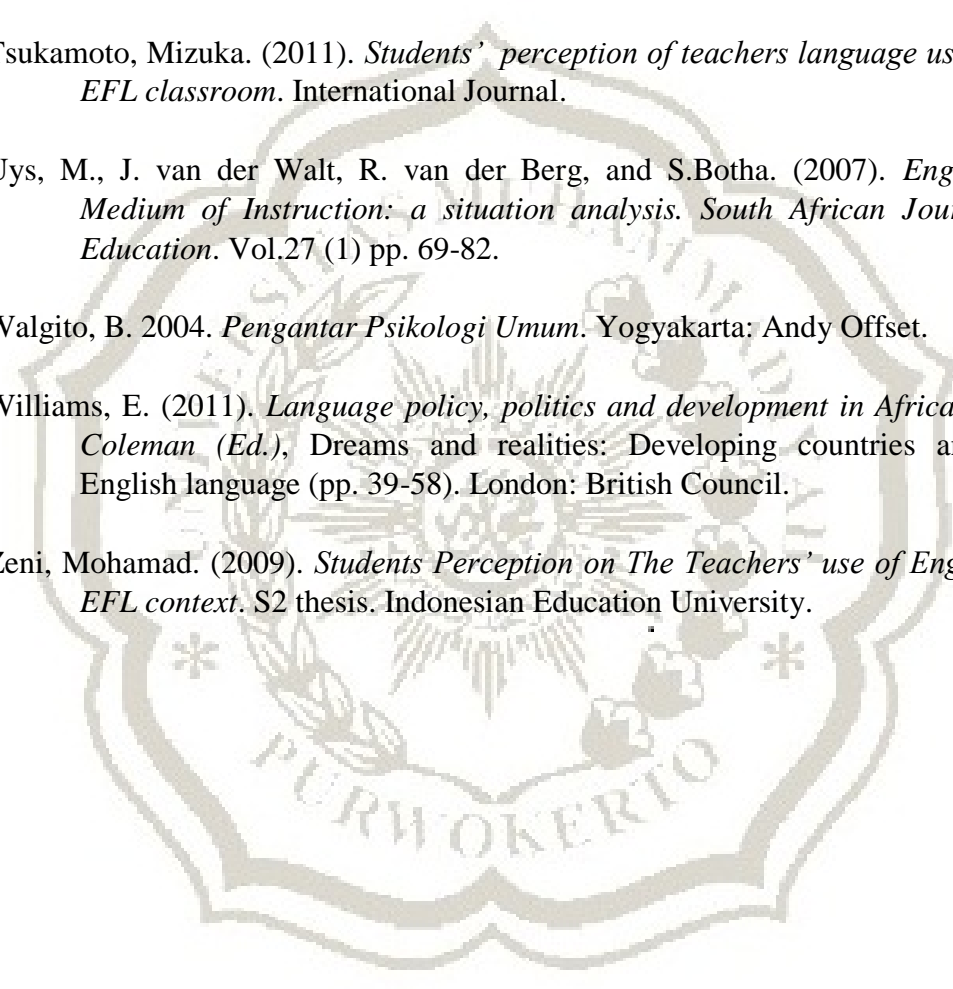 Tsukamoto, Mizuka. (2011). Students’ perception of teachers language us
EFL classroom. International Journal.
Uys, M., J. van der Walt, R. van der Berg, and S.Botha. (2007). Eng
Medium of Instruction: a situation analysis. South African Jour
Education. Vol.27 (1) pp. 69-82.
Walgito, B. 2004. Pengantar Psikologi Umum. Yogyakarta: Andy Offset.
Williams, E. (2011). Language policy, politics and development in Africa
Coleman (Ed.), Dreams and realities: Developing countries a
English language (pp. 39-58). London: British Council.
Zeni, Mohamad. (2009). Students Perception on The Teachers’ use of Eng
EFL context. S2 thesis. Indonesian Education University.
UNIVERSITAS MUHAMMADIYAH
PURWOKERTO